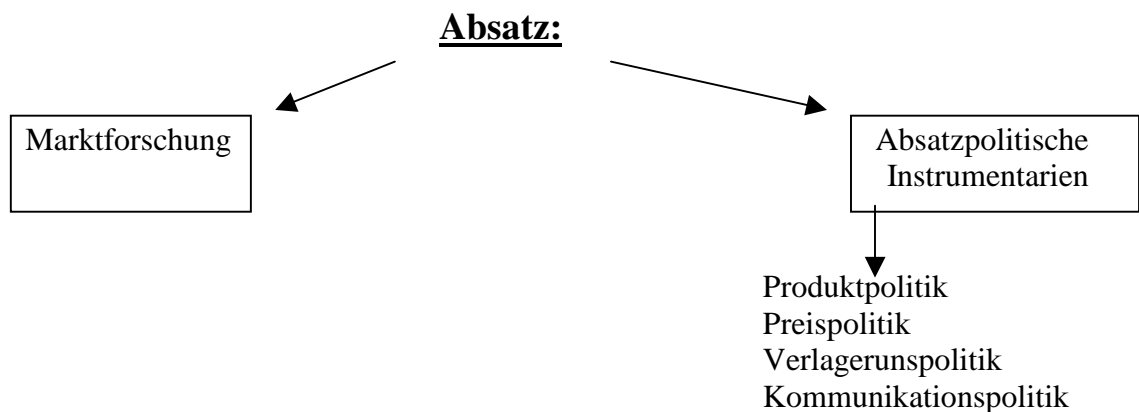 Absatz:
Marktforschung
Absatzpolitische
Instrumentarien
Produktpolitik
Preispolitik
Verlagerunspolitik
Kommunikationspolitik